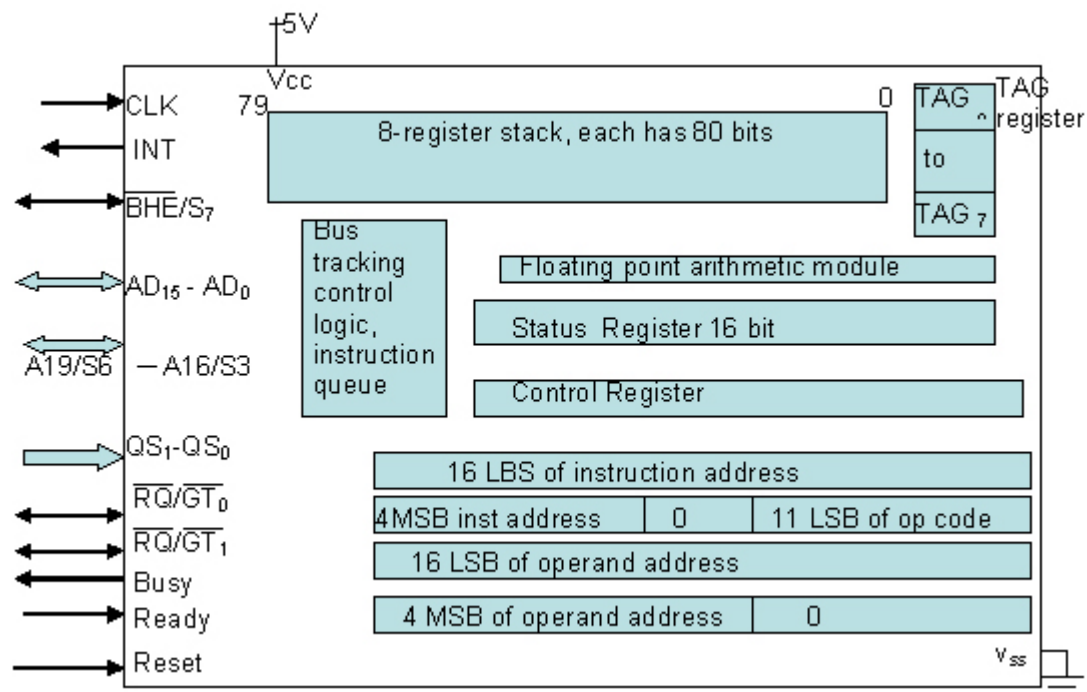 +5V
Vcc
CLK
79
0
TAG 0
TAG register
8-register stack, each has 80 bits
INT
to
BHE/S7
TAG 7
Bus tracking control logic, instruction queue
Floating point arithmetic module
AD15 - AD0
Status Register 16 bit
A19/S6 – A16/S3
Control Register
QS1-QS0
16 LBS of instruction address
RQ/GT0
4MSB inst address
0
11 LSB of op code
RQ/GT1
16 LSB of operand address
Busy
Ready
4 MSB of operand address
0
Reset
Vss